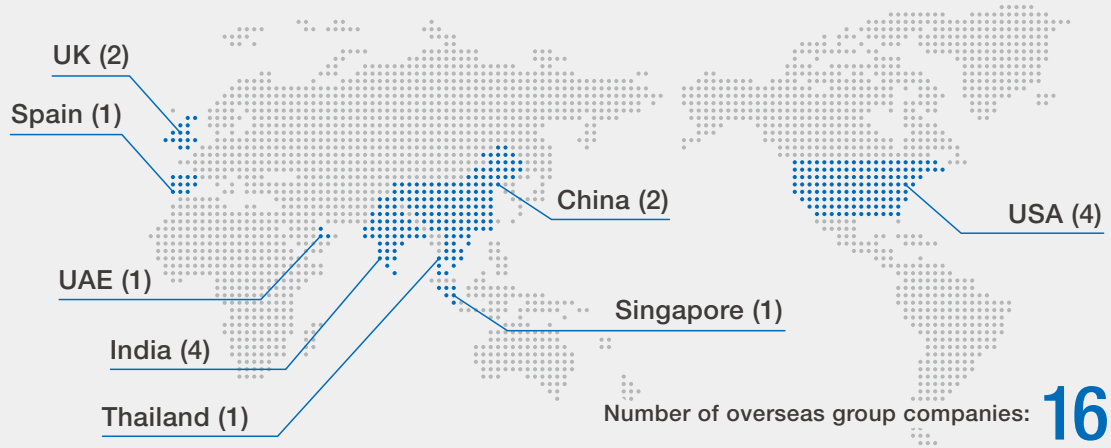 UK (2)
Spain (1)
China (2)
USA (4)
UAE (1)
Singapore (1)
India (4)
Thailand (1)
Number of overseas group companies: 16